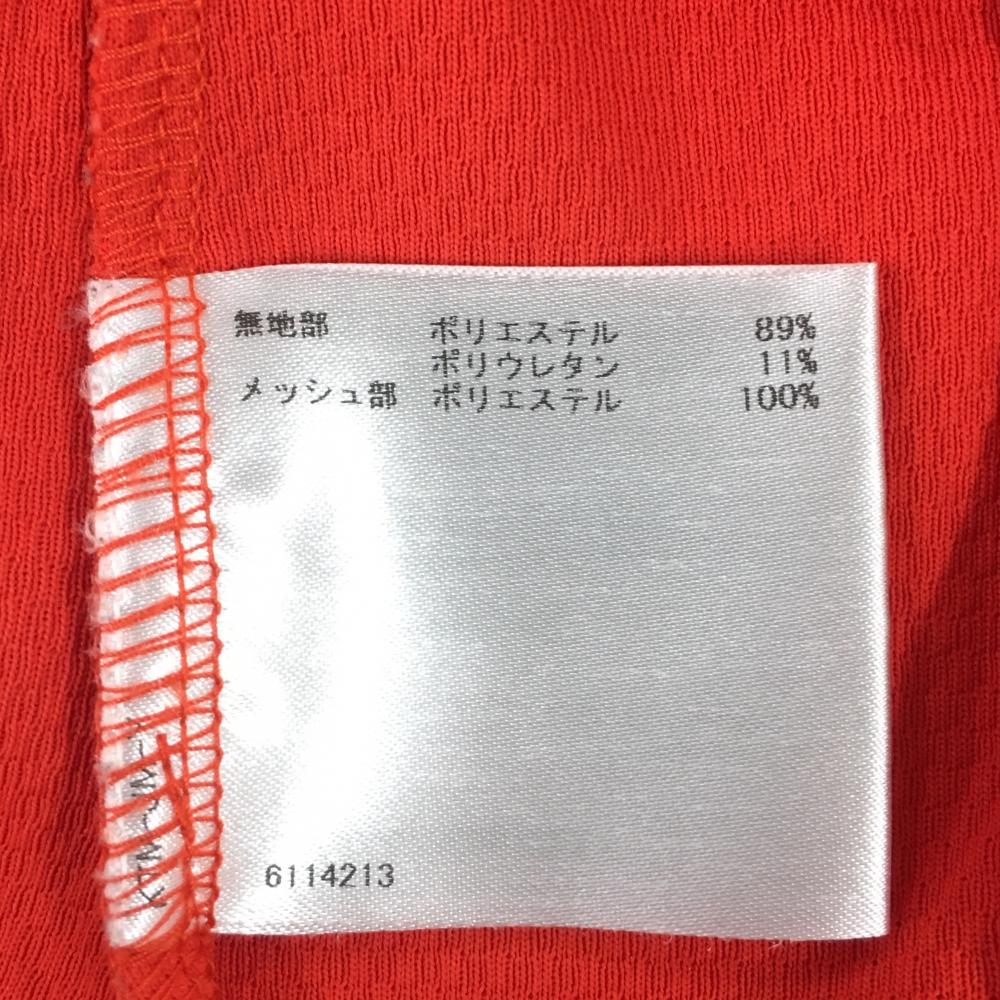 無地部 ポリエステル 89%
ポリウレタン 11%
メッシュ部 ポリエステル 100%
6114213